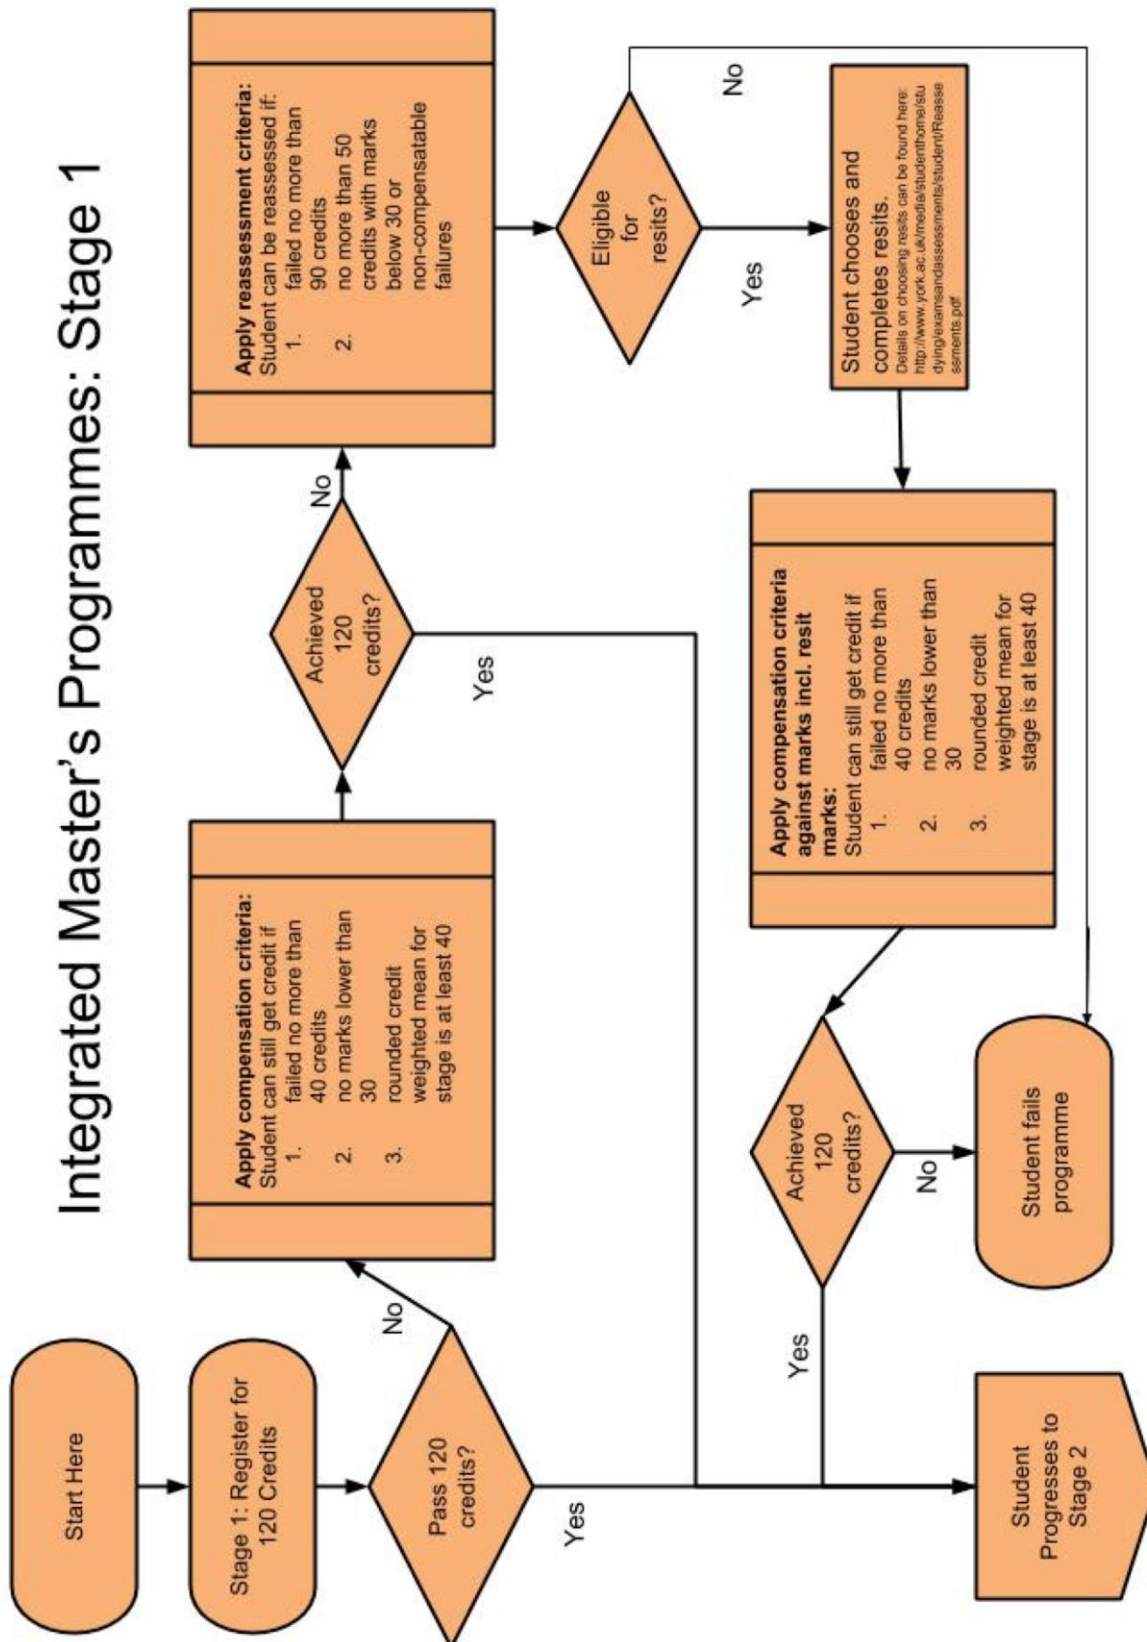 Integrated Master's Programmes: Stage 1
Start Here
Stage 1: Register for
120 Credits
Pass 120
credits?
No
Yes
Apply compensation criteria:
Student can still get credit if
1. failed no more than
40 credits
2. no marks lower than
30
3. rounded credit
weighted mean for
stage is at least 40
Achieved
120
credits?
No
Yes
Apply reassessment criteria:
Student can be reassessed if:
1. failed no more than
90 credits
2. no more than 50
credits with marks
below 30 or
non-compensatable
failures
Eligible
for
resits?
No
Yes
Student chooses and
completes resits.
Details on choosing resits can be found here:
http://www.york.ac.uk/media/studenthome/stu
dying/examsandassessments/student/Reasse
ssments.pdf
Apply compensation criteria
against marks incl. resit
marks:
Student can still get credit if
1. failed no more than
40 credits
2. no marks lower than
30
3. rounded credit
weighted mean for
stage is at least 40
Achieved
120
credits?
Yes
No
Student fails
programme
Student
Progresses to
Stage 2